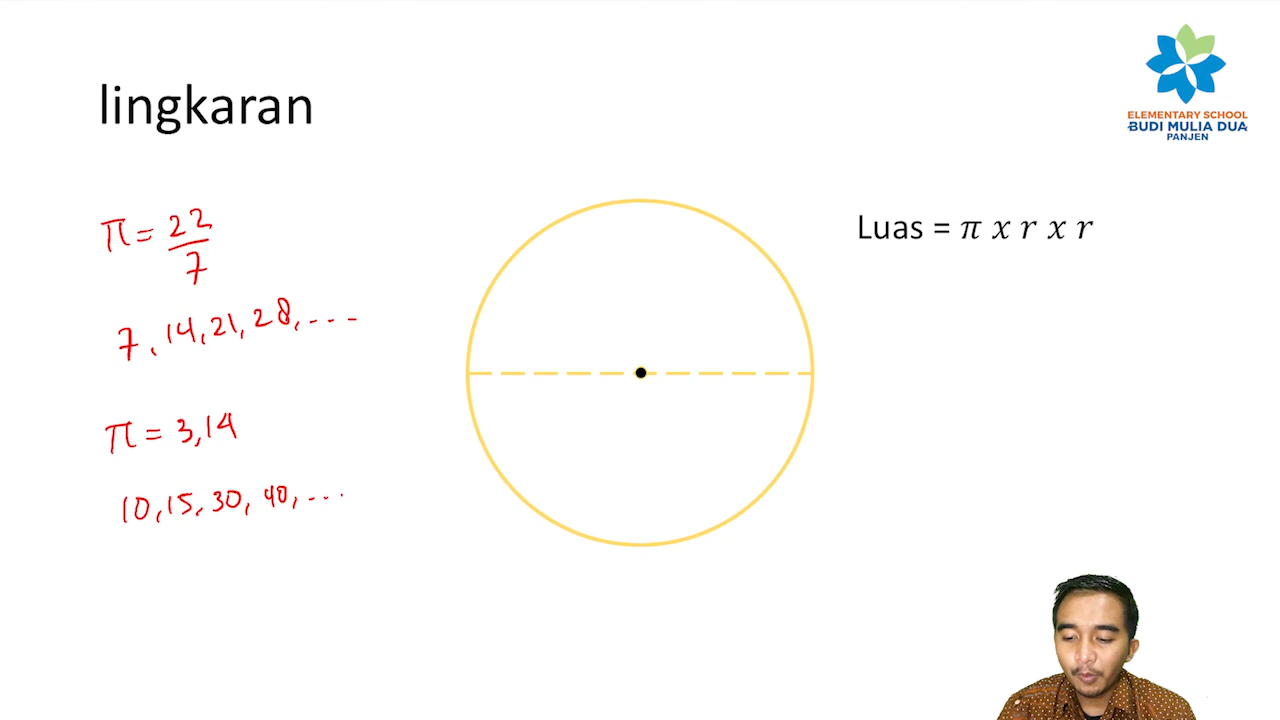 lingkaran
ELEMENTARY SCHOOL
BUDI MULIA DUA
PANJEN
π = 22/7
7, 14, 21, 28, ...
π = 3,14
10, 15, 30, 40, ...
Luas = π x r x r